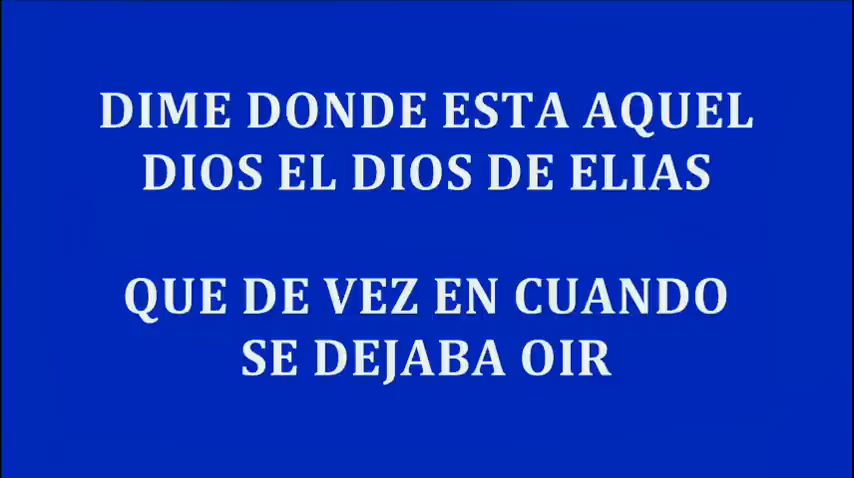 DIME DONDE ESTA AQUEL
DIOS EL DIOS DE ELIAS
QUE DE VEZ EN CUANDO
SE DEJABA OIR